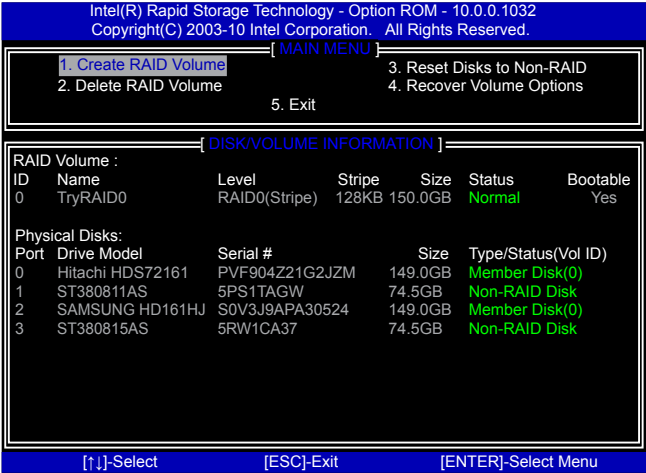 Intel(R) Rapid Storage Technology - Option ROM - 10.0.0.1032
Copyright(C) 2003-10 Intel Corporation.   All Rights Reserved.
[ MAIN MENU ]
1. Create RAID Volume 3. Reset Disks to Non-RAID
2. Delete RAID Volume 4. Recover Volume Options
5. Exit
[ DISK/VOLUME INFORMATION ]
RAID Volume :
ID Name Level Stripe Size Status Bootable
0 TryRAID0 RAID0(Stripe) 128KB 150.0GB Normal Yes
Physical Disks:
Port Drive Model Serial # Size Type/Status(Vol ID)
0 Hitachi HDS72161 PVF904Z21G2JZM 149.0GB Member Disk(0)
1 ST380811AS 5PS1TAGW 74.5GB Non-RAID Disk
2 SAMSUNG HD161HJ S0V3J9APA30524 149.0GB Member Disk(0)
3 ST380815AS 5RW1CA37 74.5GB Non-RAID Disk
[↑↓]-Select [ESC]-Exit [ENTER]-Select Menu